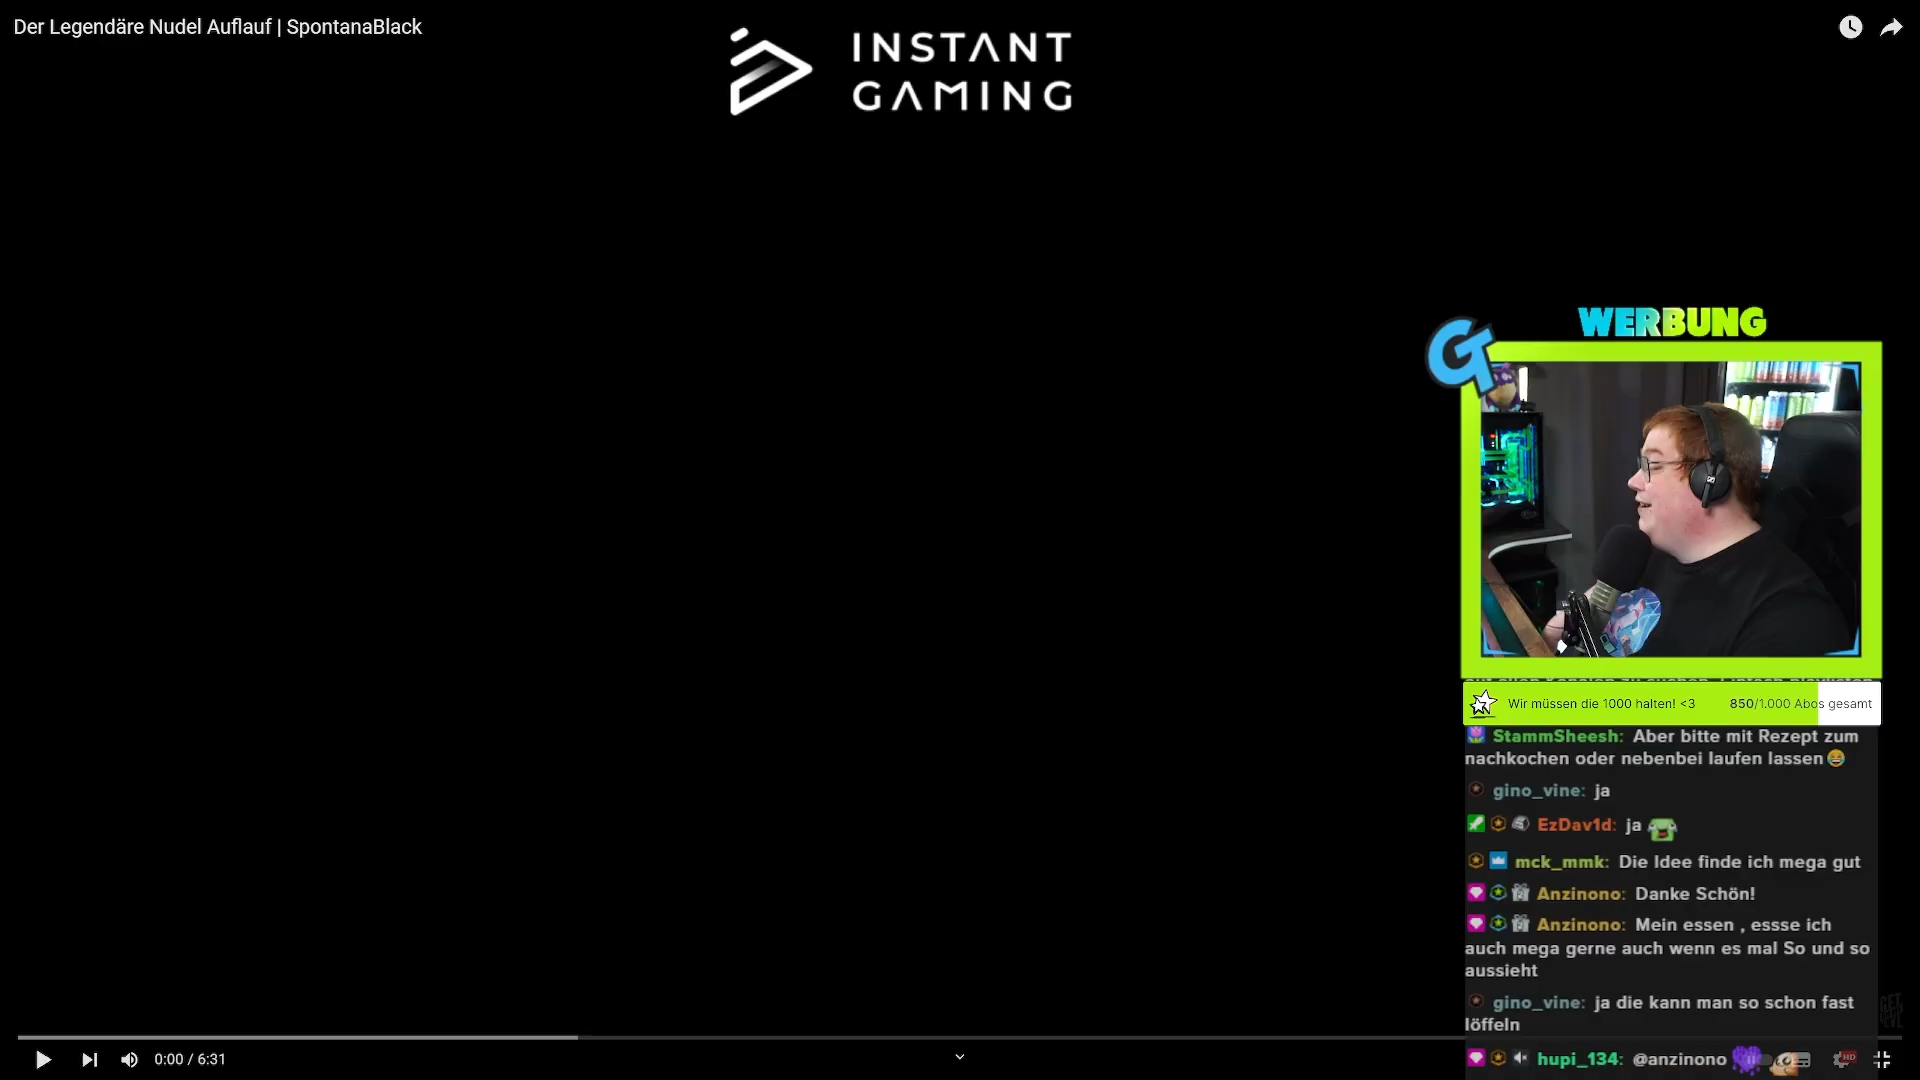 Der Legendäre Nudel Auflauf | SpontanaBlack
INSTANT
GAMING
WERBUNG
GT
Wir müssen die 1000 halten! <3 850/1.000 Abos gesamt
StammSheesh: Aber bitte mit Rezept zum
nachkochen oder nebenbei laufen lassen
gino_vine: ja
EzDav1d: ja
mck_mmk: Die Idee finde ich mega gut
Anzinono: Danke Schön!
Anzinono: Mein essen , essse ich
auch mega gerne auch wenn es mal So und so
aussieht
gino_vine: ja die kann man so schon fast
löffeln
0:00 / 6:31
hupi_134: @anzinono
HD